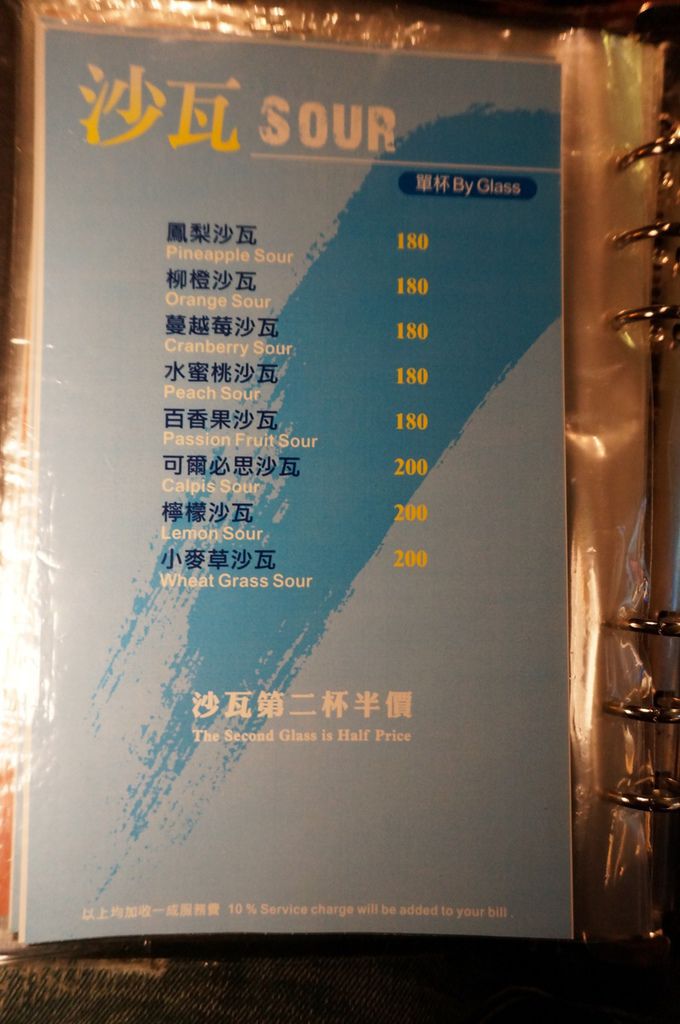 沙瓦 SOUR
單杯 By Glass
鳳梨沙瓦 180
Pineapple Sour
柳橙沙瓦 180
Orange Sour
蔓越莓沙瓦 180
Cranberry Sour
水蜜桃沙瓦 180
Peach Sour
百香果沙瓦 180
Passion Fruit Sour
可爾必思沙瓦 200
Calpis Sour
檸檬沙瓦 200
Lemon Sour
小麥草沙瓦 200
Wheat Grass Sour
沙瓦第二杯半價
The Second Glass is Half Price
以上均加收一成服務費 10 % Service charge will be added to your bill .